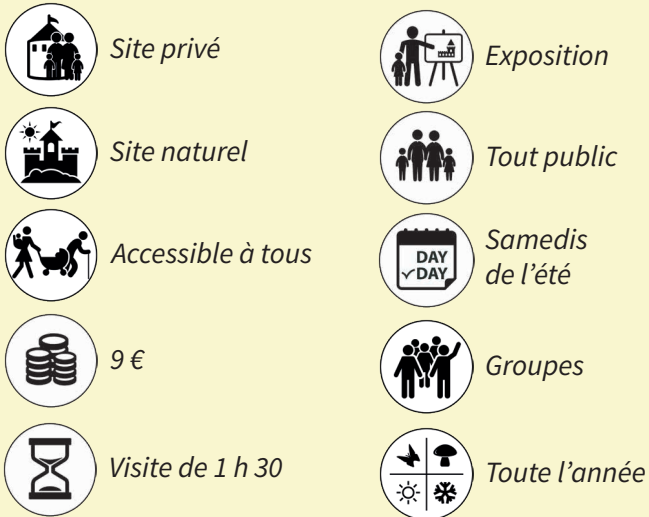 Site privé
Site naturel
Accessible à tous
9 €
Visite de 1 h 30
Exposition
Tout public
DAY
DAY
Samedis
de l'été
Groupes
Toute l'année